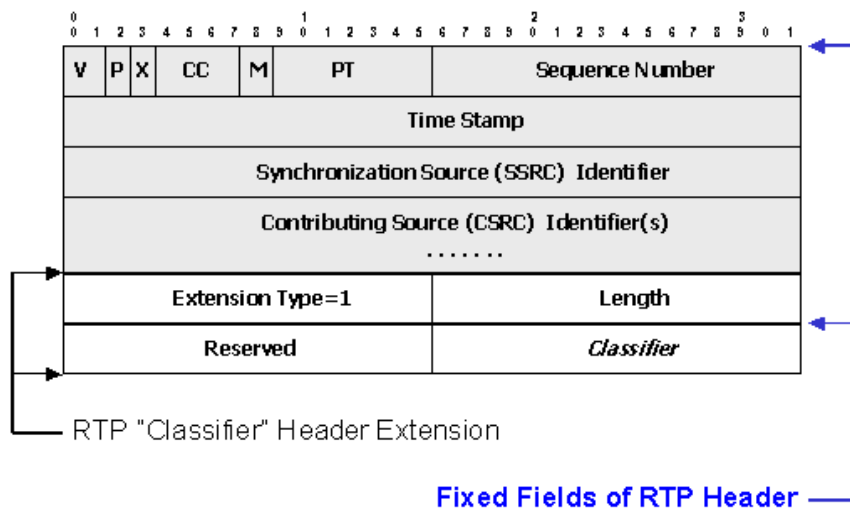 0 1 2 3
0 1 2 3 4 5 6 7 8 9 0 1 2 3 4 5 6 7 8 9 0 1 2 3 4 5 6 7 8 9 0 1
V P X CC M PT Sequence Number
Time Stamp
Synchronization Source (SSRC) Identifier
Contributing Source (CSRC) Identifier(s)
.......
Extension Type=1 Length
Reserved Classifier
RTP "Classifier" Header Extension
Fixed Fields of RTP Header